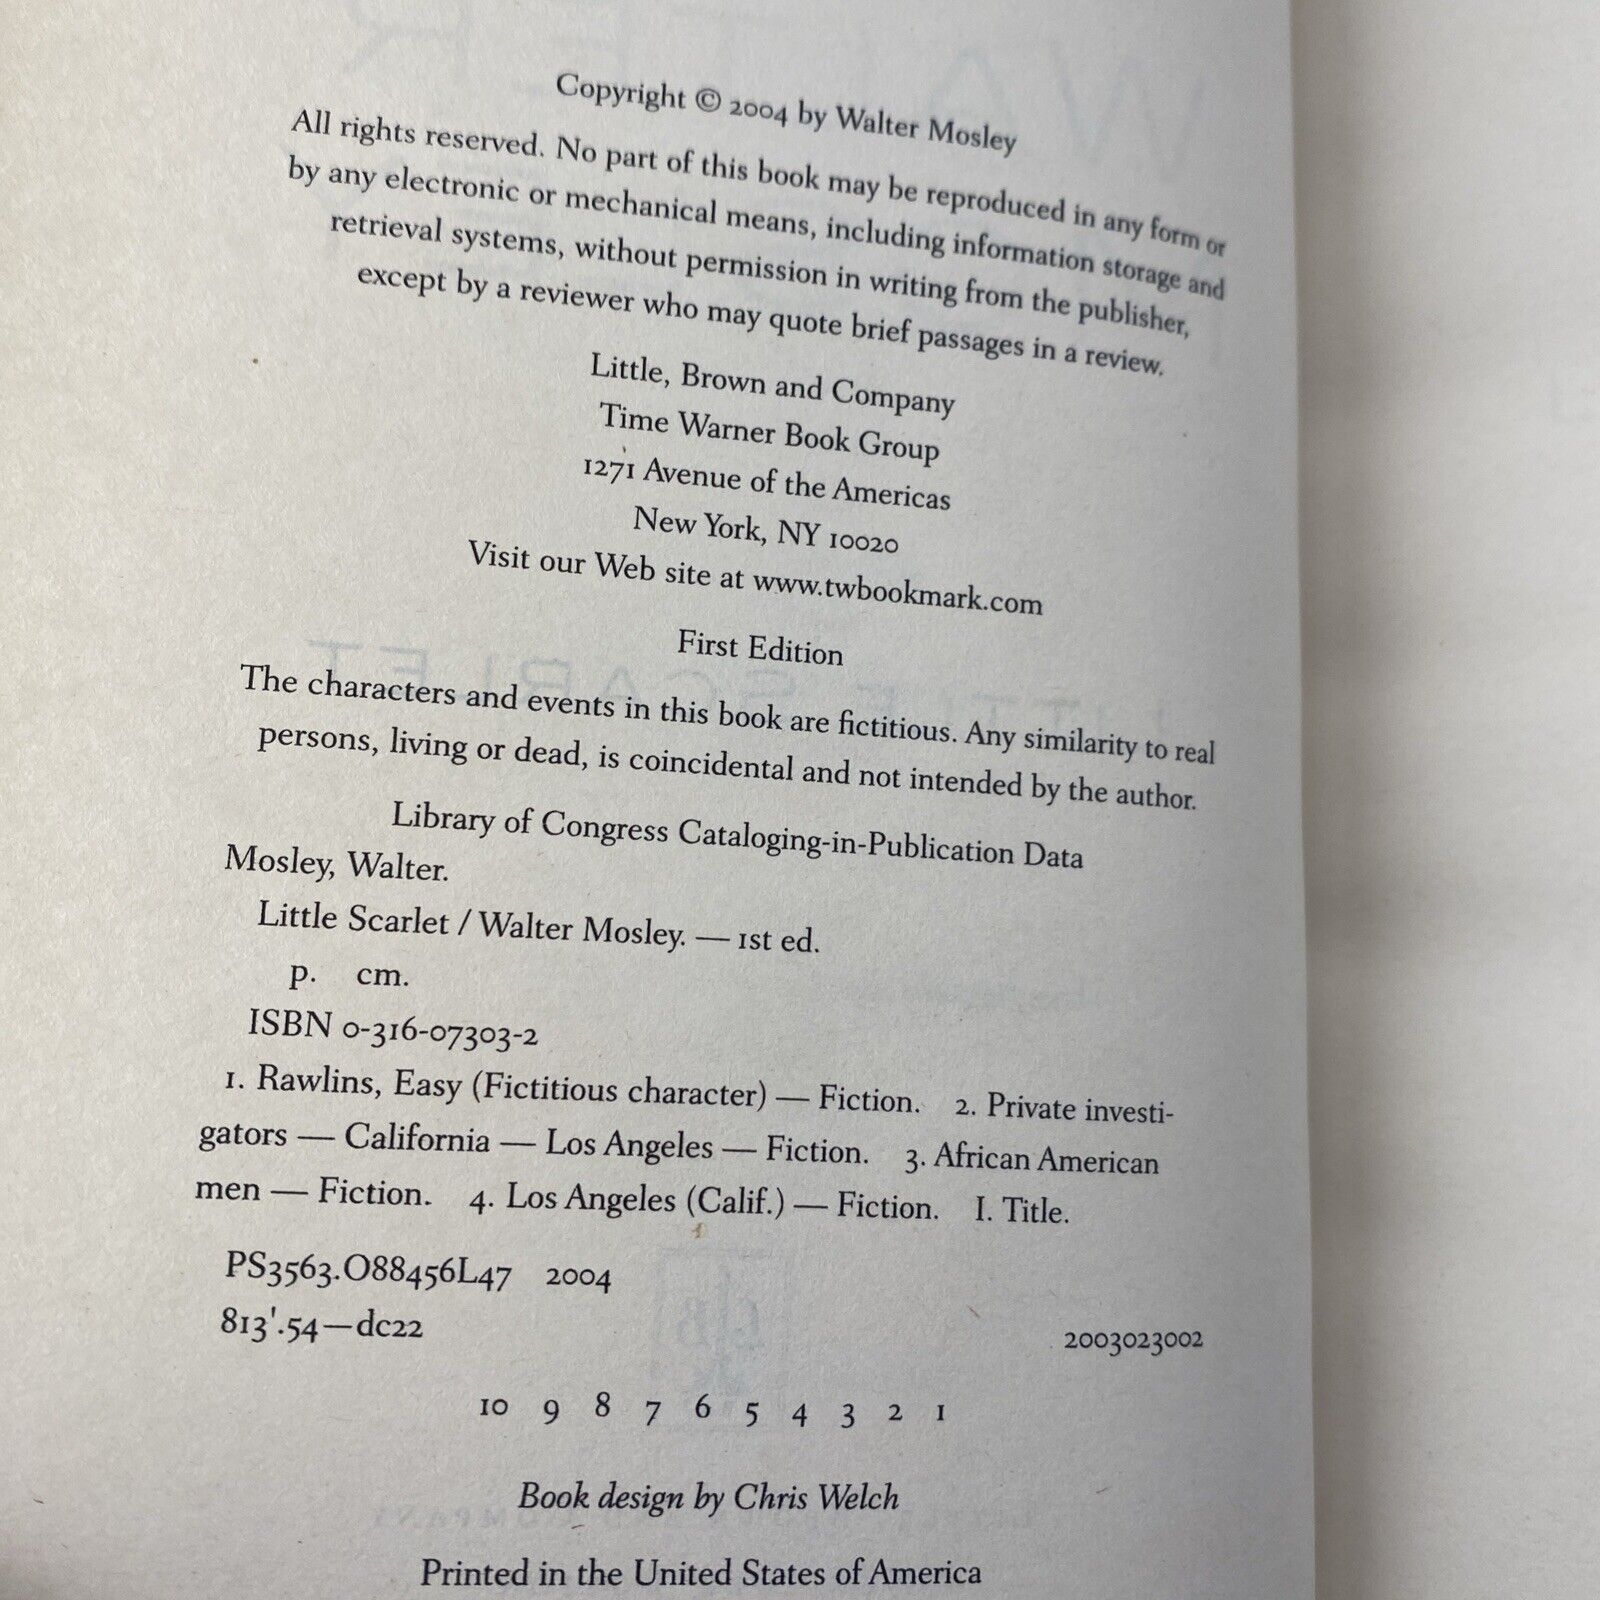 Copyright © 2004 by Walter Mosley
All rights reserved. No part of this book may be reproduced in any form or
by any electronic or mechanical means, including information storage and
retrieval systems, without permission in writing from the publisher,
except by a reviewer who may quote brief passages in a review.
Little, Brown and Company
Time Warner Book Group
1271 Avenue of the Americas
New York, NY 10020
Visit our Web site at www.twbookmark.com
First Edition
The characters and events in this book are fictitious. Any similarity to real
persons, living or dead, is coincidental and not intended by the author.
Library of Congress Cataloging-in-Publication Data
Mosley, Walter.
Little Scarlet / Walter Mosley. — 1st ed.
p. cm.
ISBN 0-316-07303-2
1. Rawlins, Easy (Fictitious character) — Fiction. 2. Private investi-
gators — California — Los Angeles — Fiction. 3. African American
men — Fiction. 4. Los Angeles (Calif.) — Fiction. I. Title.
PS3563.O88456L47 2004
813'.54—dc22 2003023002
10 9 8 7 6 5 4 3 2 1
Book design by Chris Welch
Printed in the United States of America